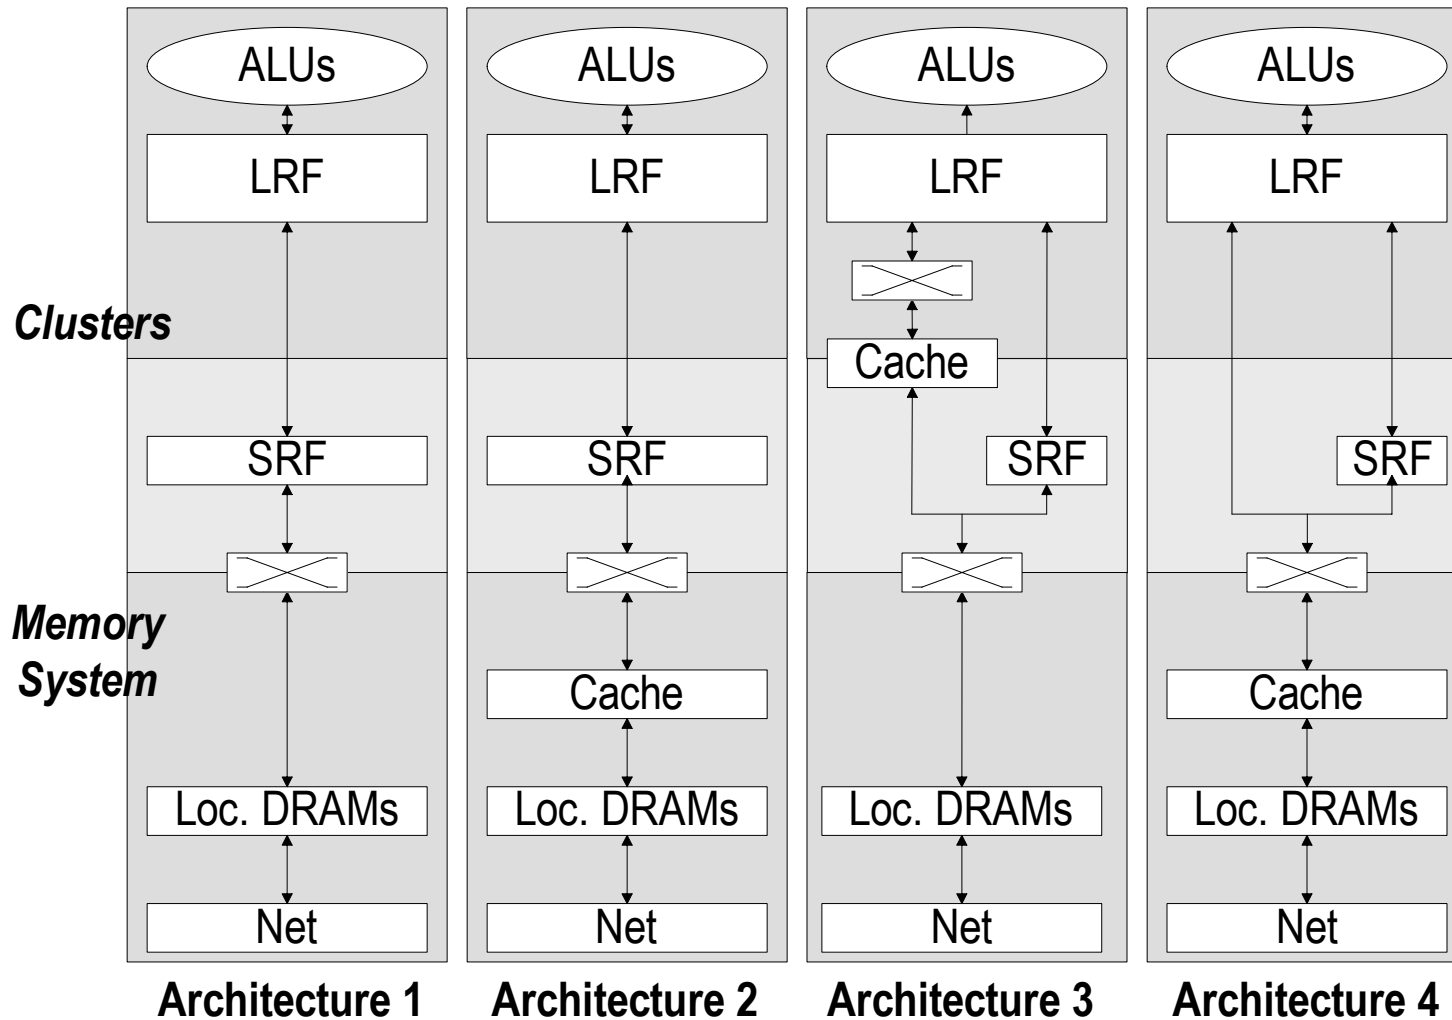 ALUs
ALUs
ALUs
ALUs
LRF
LRF
LRF
LRF
Clusters
Cache
SRF
SRF
SRF
SRF
Memory
System
Cache
Cache
Loc. DRAMs
Loc. DRAMs
Loc. DRAMs
Loc. DRAMs
Net
Net
Net
Net
Architecture 1
Architecture 2
Architecture 3
Architecture 4